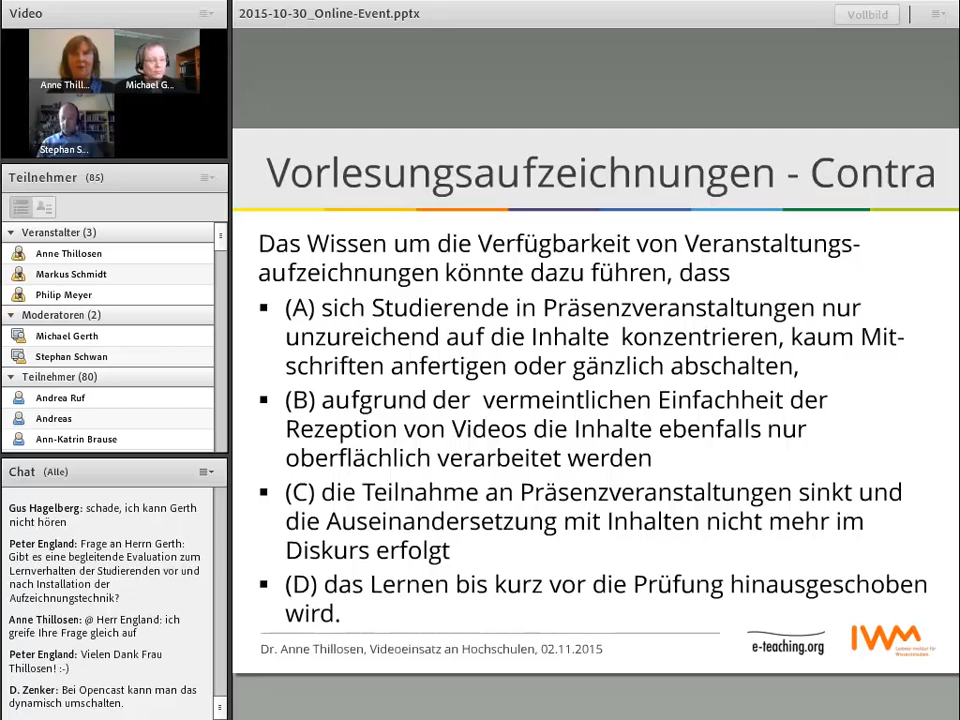 Video
Anne Thill...
Michael G...
Stephan S...
Teilnehmer (85)
Veranstalter (3)
Anne Thillosen
Markus Schmidt
Philip Meyer
Moderatoren (2)
Michael Gerth
Stephan Schwan
Teilnehmer (80)
Andrea Ruf
Andreas
Ann-Katrin Brause
Chat (Alle)
Gus Hagelberg: schade, ich kann Gerth
nicht hören
Peter England: Frage an Herrn Gerth:
Gibt es eine begleitende Evaluation zum
Lernverhalten der Studierenden vor und
nach Installation der
Aufzeichnungstechnik?
Anne Thillosen: @ Herr England: ich
greife Ihre Frage gleich auf
Peter England: Vielen Dank Frau
Thillosen! :-)
D. Zenker: Bei Opencast kann man das
dynamisch umschalten.
2015-10-30_Online-Event.pptx
Vollbild
Vorlesungsaufzeichnungen - Contra
Das Wissen um die Verfügbarkeit von Veranstaltungs-
aufzeichnungen könnte dazu führen, dass
▪ (A) sich Studierende in Präsenzveranstaltungen nur
unzureichend auf die Inhalte konzentrieren, kaum Mit-
schriften anfertigen oder gänzlich abschalten,
▪ (B) aufgrund der vermeintlichen Einfachheit der
Rezeption von Videos die Inhalte ebenfalls nur
oberflächlich verarbeitet werden
▪ (C) die Teilnahme an Präsenzveranstaltungen sinkt und
die Auseinandersetzung mit Inhalten nicht mehr im
Diskurs erfolgt
▪ (D) das Lernen bis kurz vor die Prüfung hinausgeschoben
wird.
Dr. Anne Thillosen, Videoeinsatz an Hochschulen, 02.11.2015
e-teaching.org
IWM